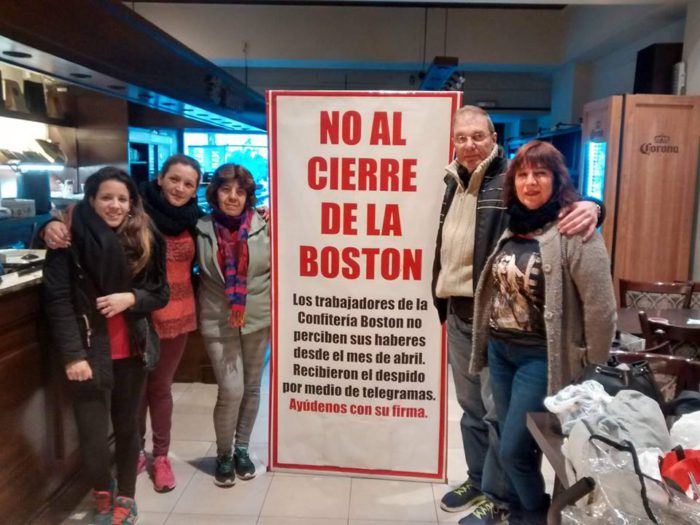 NO AL
CIERRE
DE LA
BOSTON
Los trabajadores de la
Confitería Boston no
perciben sus haberes
desde el mes de abril.
Recibieron el despido
por medio de telegramas.
Ayúdenos con su firma.
Corona